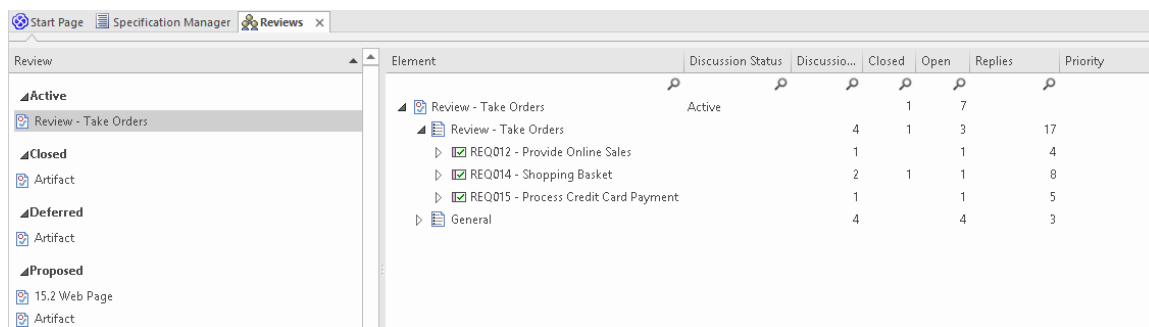 Start Page Specification Manager Reviews ×
Review
Active
Review - Take Orders
Closed
Artifact
Deferred
Artifact
Proposed
15.2 Web Page
Artifact
Element Discussion Status Discussio... Closed Open Replies Priority
Review - Take Orders Active 1 7
Review - Take Orders 4 1 3 17
REQ012 - Provide Online Sales 1 1 4
REQ014 - Shopping Basket 2 1 1 8
REQ015 - Process Credit Card Payment 1 1 5
General 4 4 3